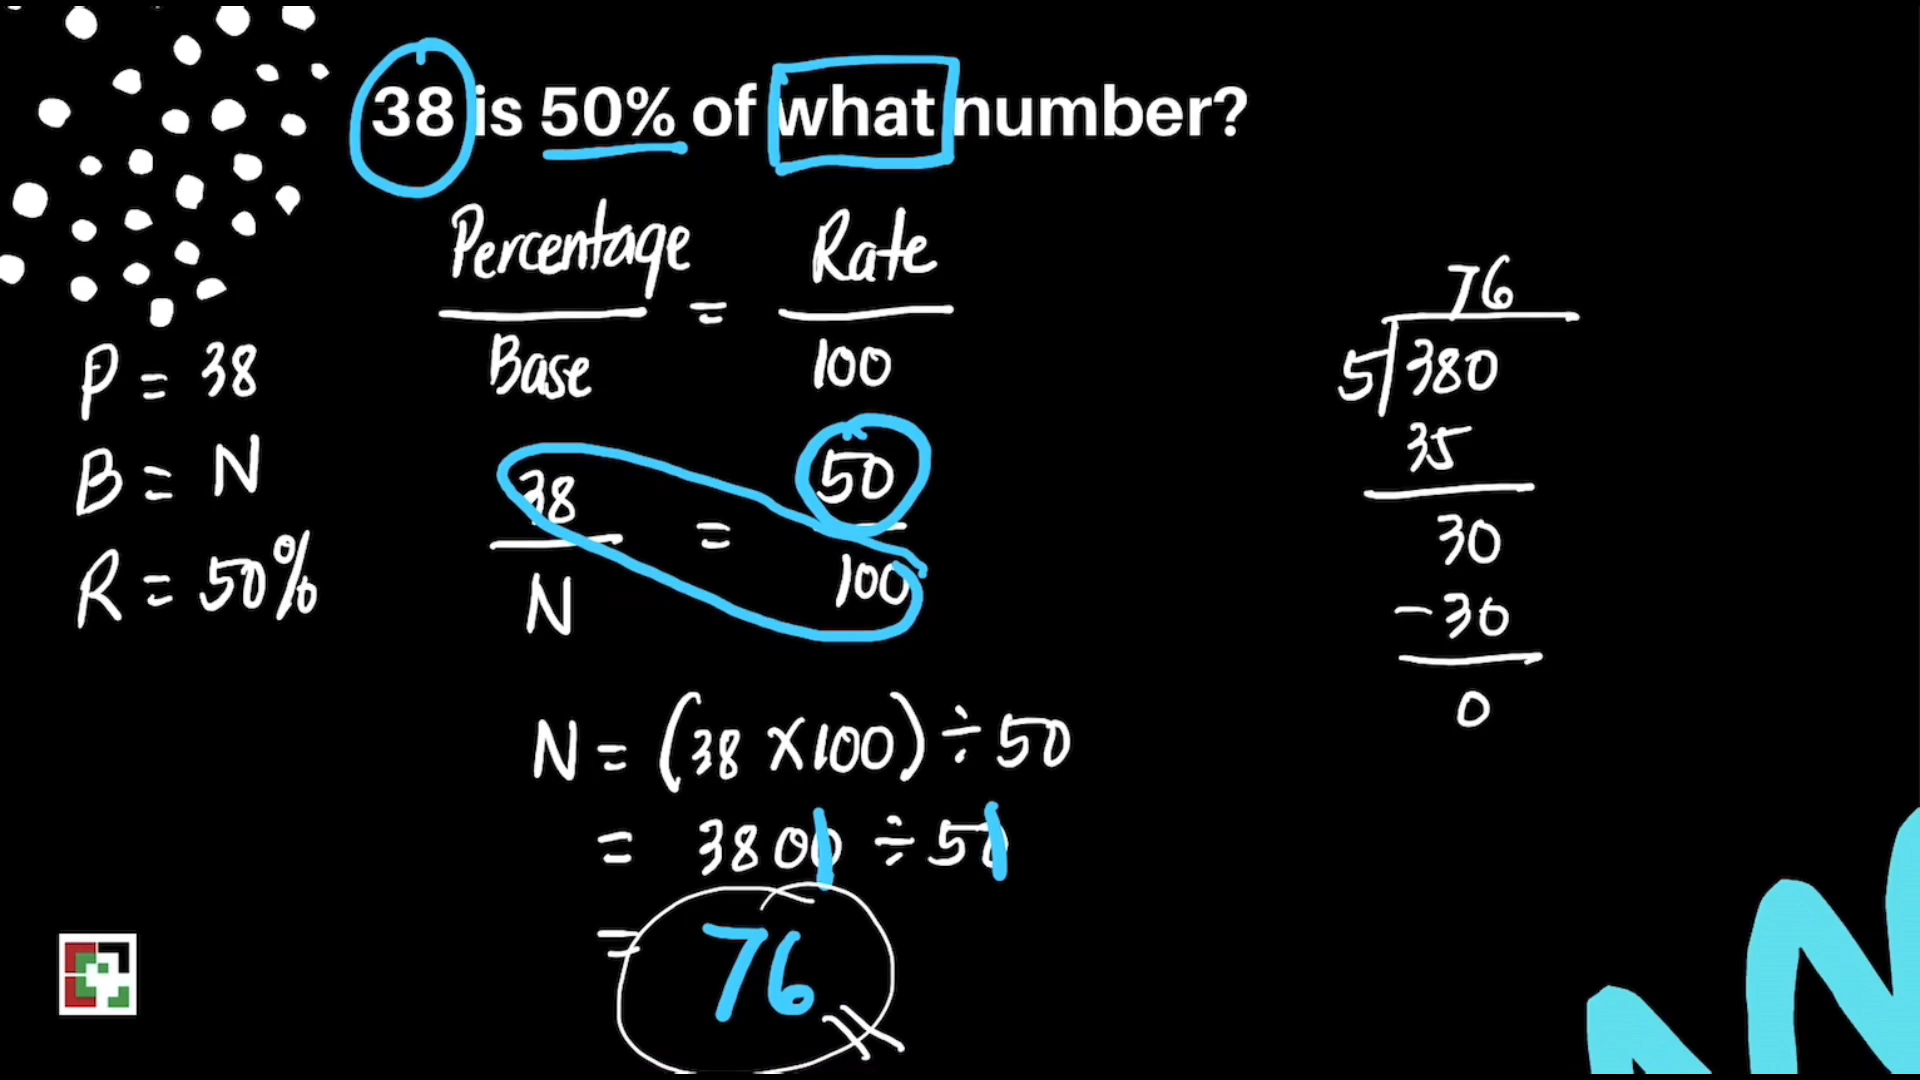 38 is 50% of what number?
Percentage = Rate
Base 100
P = 38
B = N
R = 50%
38 = 50
N 100
N = (38 ×100) ÷ 50
= 3800 ÷ 50
= 76
76
5 380
35
30
-30
0